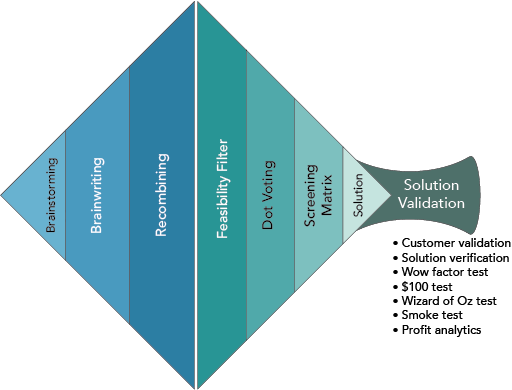 Brainstorming
Brainwriting
Recombining
Feasibility Filter
Dot Voting
Screening
Matrix
Solution
Solution
Validation
• Customer validation
• Solution verification
• Wow factor test
• $100 test
• Wizard of Oz test
• Smoke test
• Profit analytics